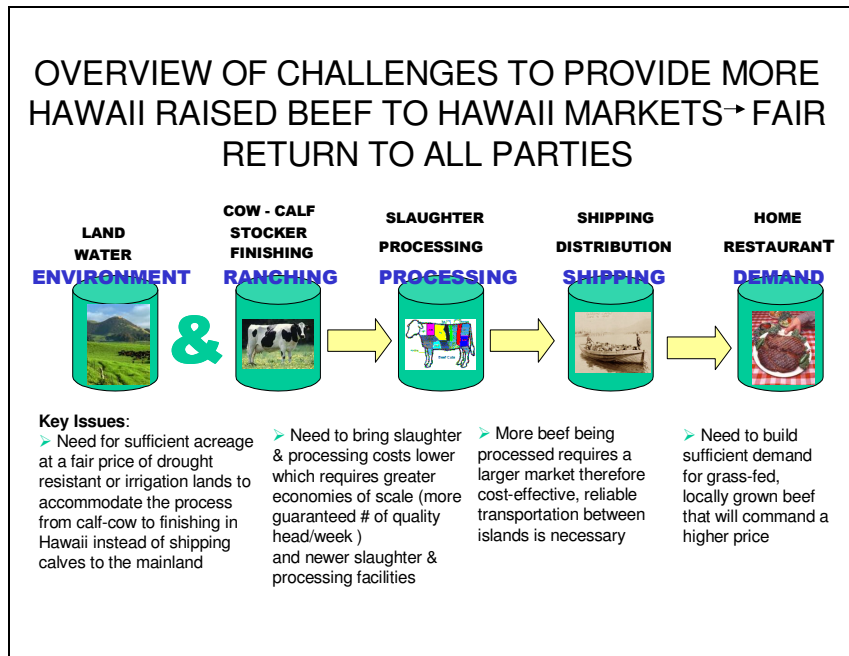 OVERVIEW OF CHALLENGES TO PROVIDE MORE
HAWAII RAISED BEEF TO HAWAII MARKETS→ FAIR
RETURN TO ALL PARTIES
LAND
WATER
ENVIRONMENT
COW - CALF
STOCKER
FINISHING
RANCHING
SLAUGHTER
PROCESSING
PROCESSING
SHIPPING
DISTRIBUTION
SHIPPING
HOME
RESTAURANT
DEMAND
&
Beef Cuts
Key Issues:
➢ Need for sufficient acreage
at a fair price of drought
resistant or irrigation lands to
accommodate the process
from calf-cow to finishing in
Hawaii instead of shipping
calves to the mainland
➢ Need to bring slaughter
& processing costs lower
which requires greater
economies of scale (more
guaranteed # of quality
head/week )
and newer slaughter &
processing facilities
➢ More beef being
processed requires a
larger market therefore
cost-effective, reliable
transportation between
islands is necessary
➢ Need to build
sufficient demand
for grass-fed,
locally grown beef
that will command a
higher price